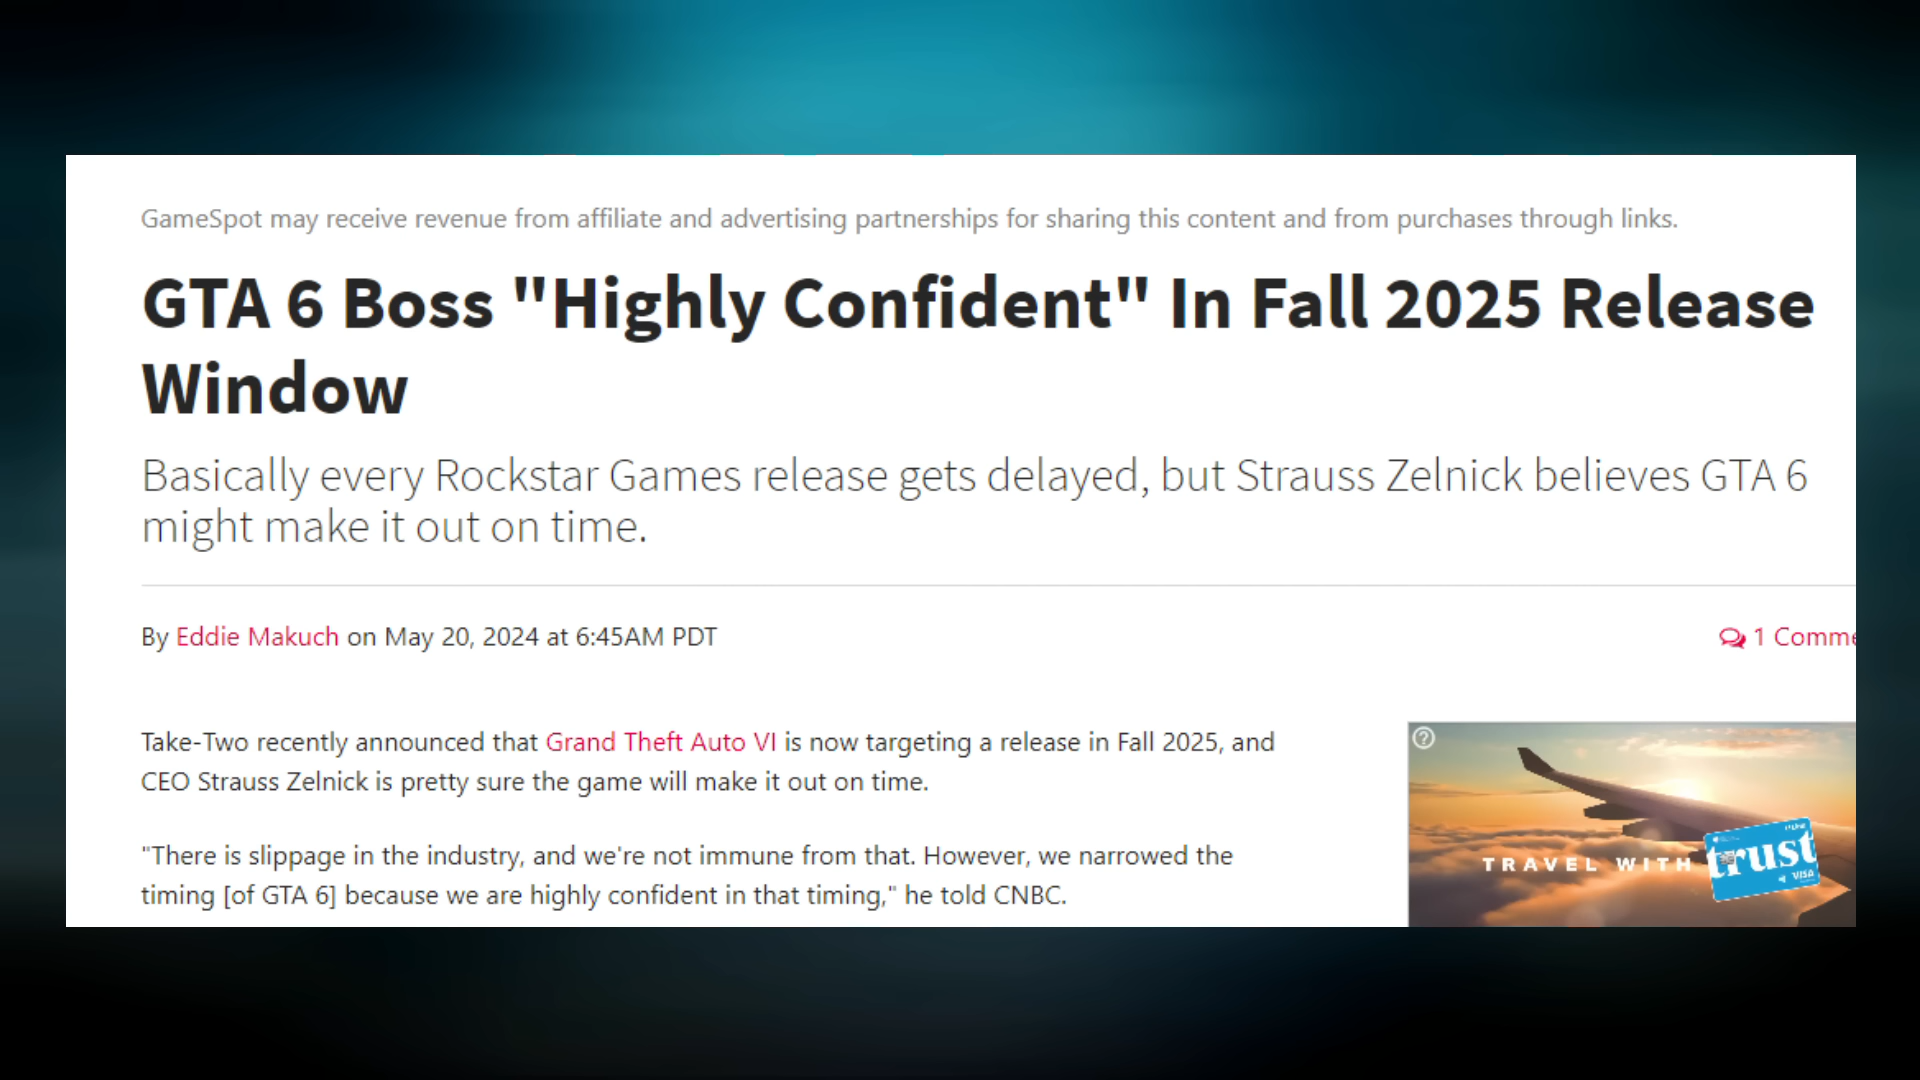 GameSpot may receive revenue from affiliate and advertising partnerships for sharing this content and from purchases through links.
GTA 6 Boss "Highly Confident" In Fall 2025 Release
Window
Basically every Rockstar Games release gets delayed, but Strauss Zelnick believes GTA 6
might make it out on time.
By Eddie Makuch on May 20, 2024 at 6:45AM PDT
1 Comme
Take-Two recently announced that Grand Theft Auto VI is now targeting a release in Fall 2025, and
CEO Strauss Zelnick is pretty sure the game will make it out on time.
"There is slippage in the industry, and we're not immune from that. However, we narrowed the
timing [of GTA 6] because we are highly confident in that timing," he told CNBC.
TRAVEL WITH
trust
VISA